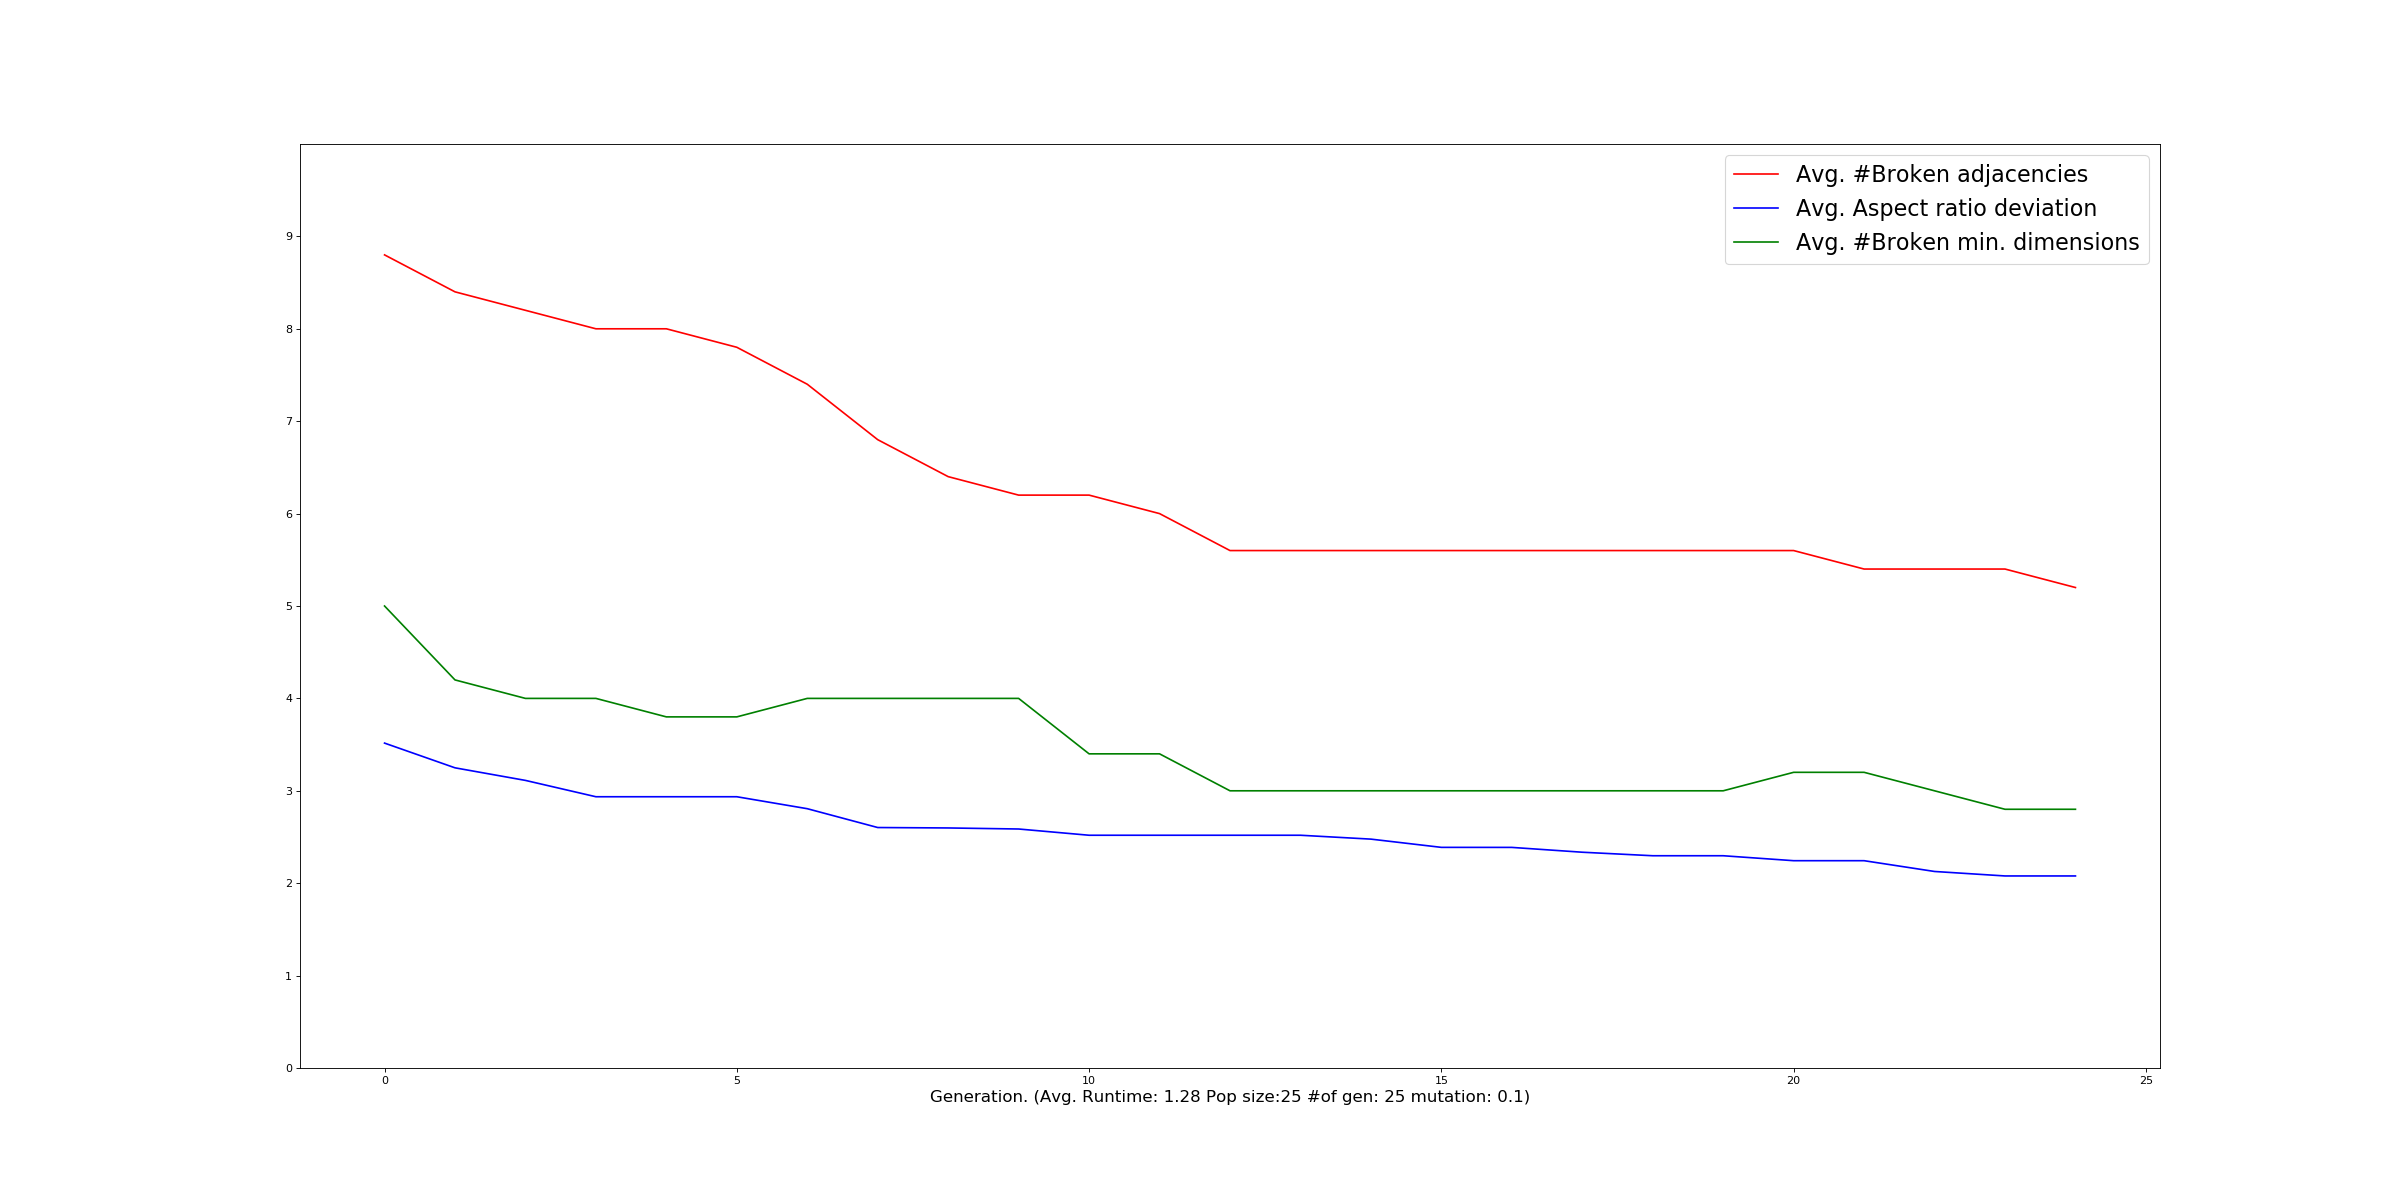 Avg. #Broken adjacencies
Avg. Aspect ratio deviation
Avg. #Broken min. dimensions
9
8
7
6
5
4
3
2
1
0
0 5 10 15 20 25
Generation. (Avg. Runtime: 1.28 Pop size:25 #of gen: 25 mutation: 0.1)